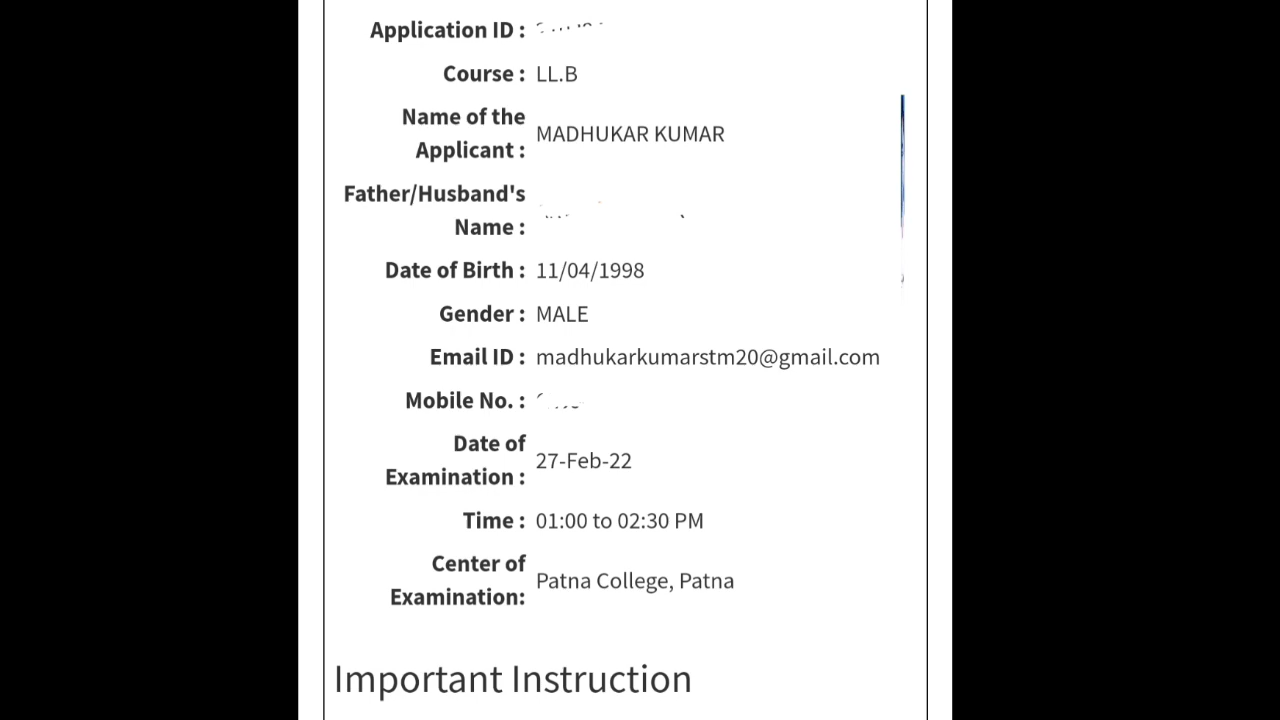 Application ID :
Course : LL.B
Name of the
Applicant : MADHUKAR KUMAR
Father/Husband's
Name :
Date of Birth : 11/04/1998
Gender : MALE
Email ID : madhukarkumarstm20@gmail.com
Mobile No. :
Date of
Examination : 27-Feb-22
Time : 01:00 to 02:30 PM
Center of
Examination: Patna College, Patna
Important Instruction